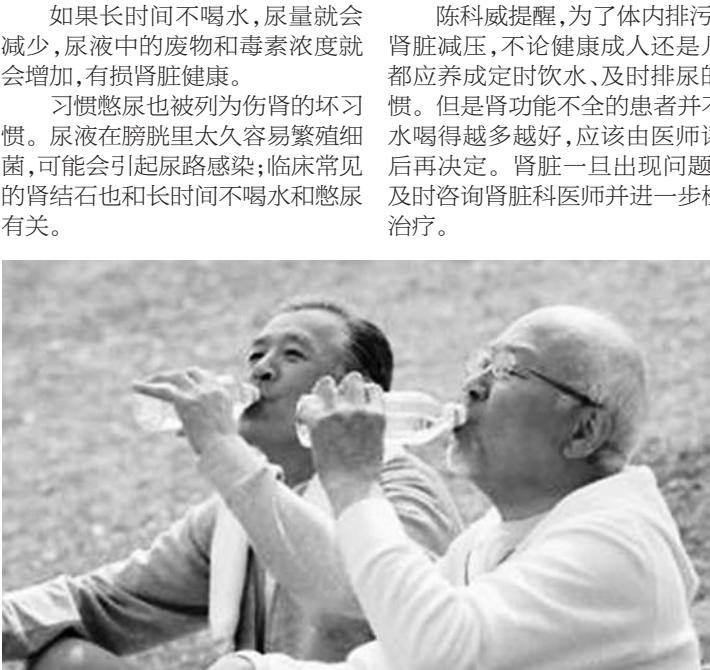 如果长时间不喝水,尿量就会
减少,尿液中的废物和毒素浓度就
会增加,有损肾脏健康。
习惯憋尿也被列为伤肾的坏习
惯。尿液在膀胱里太久容易繁殖细
菌,可能会引起尿路感染;临床常见
的肾结石也和长时间不喝水和憋尿
有关。
陈科威提醒,为了体内排污
肾脏减压,不论健康成人还是
都应养成定时饮水、及时排尿的
惯。但是肾功能不全的患者并不
水喝得越多越好,应该由医师
后再决定。肾脏一旦出现问题
及时咨询肾脏科医师并进一步
治疗。